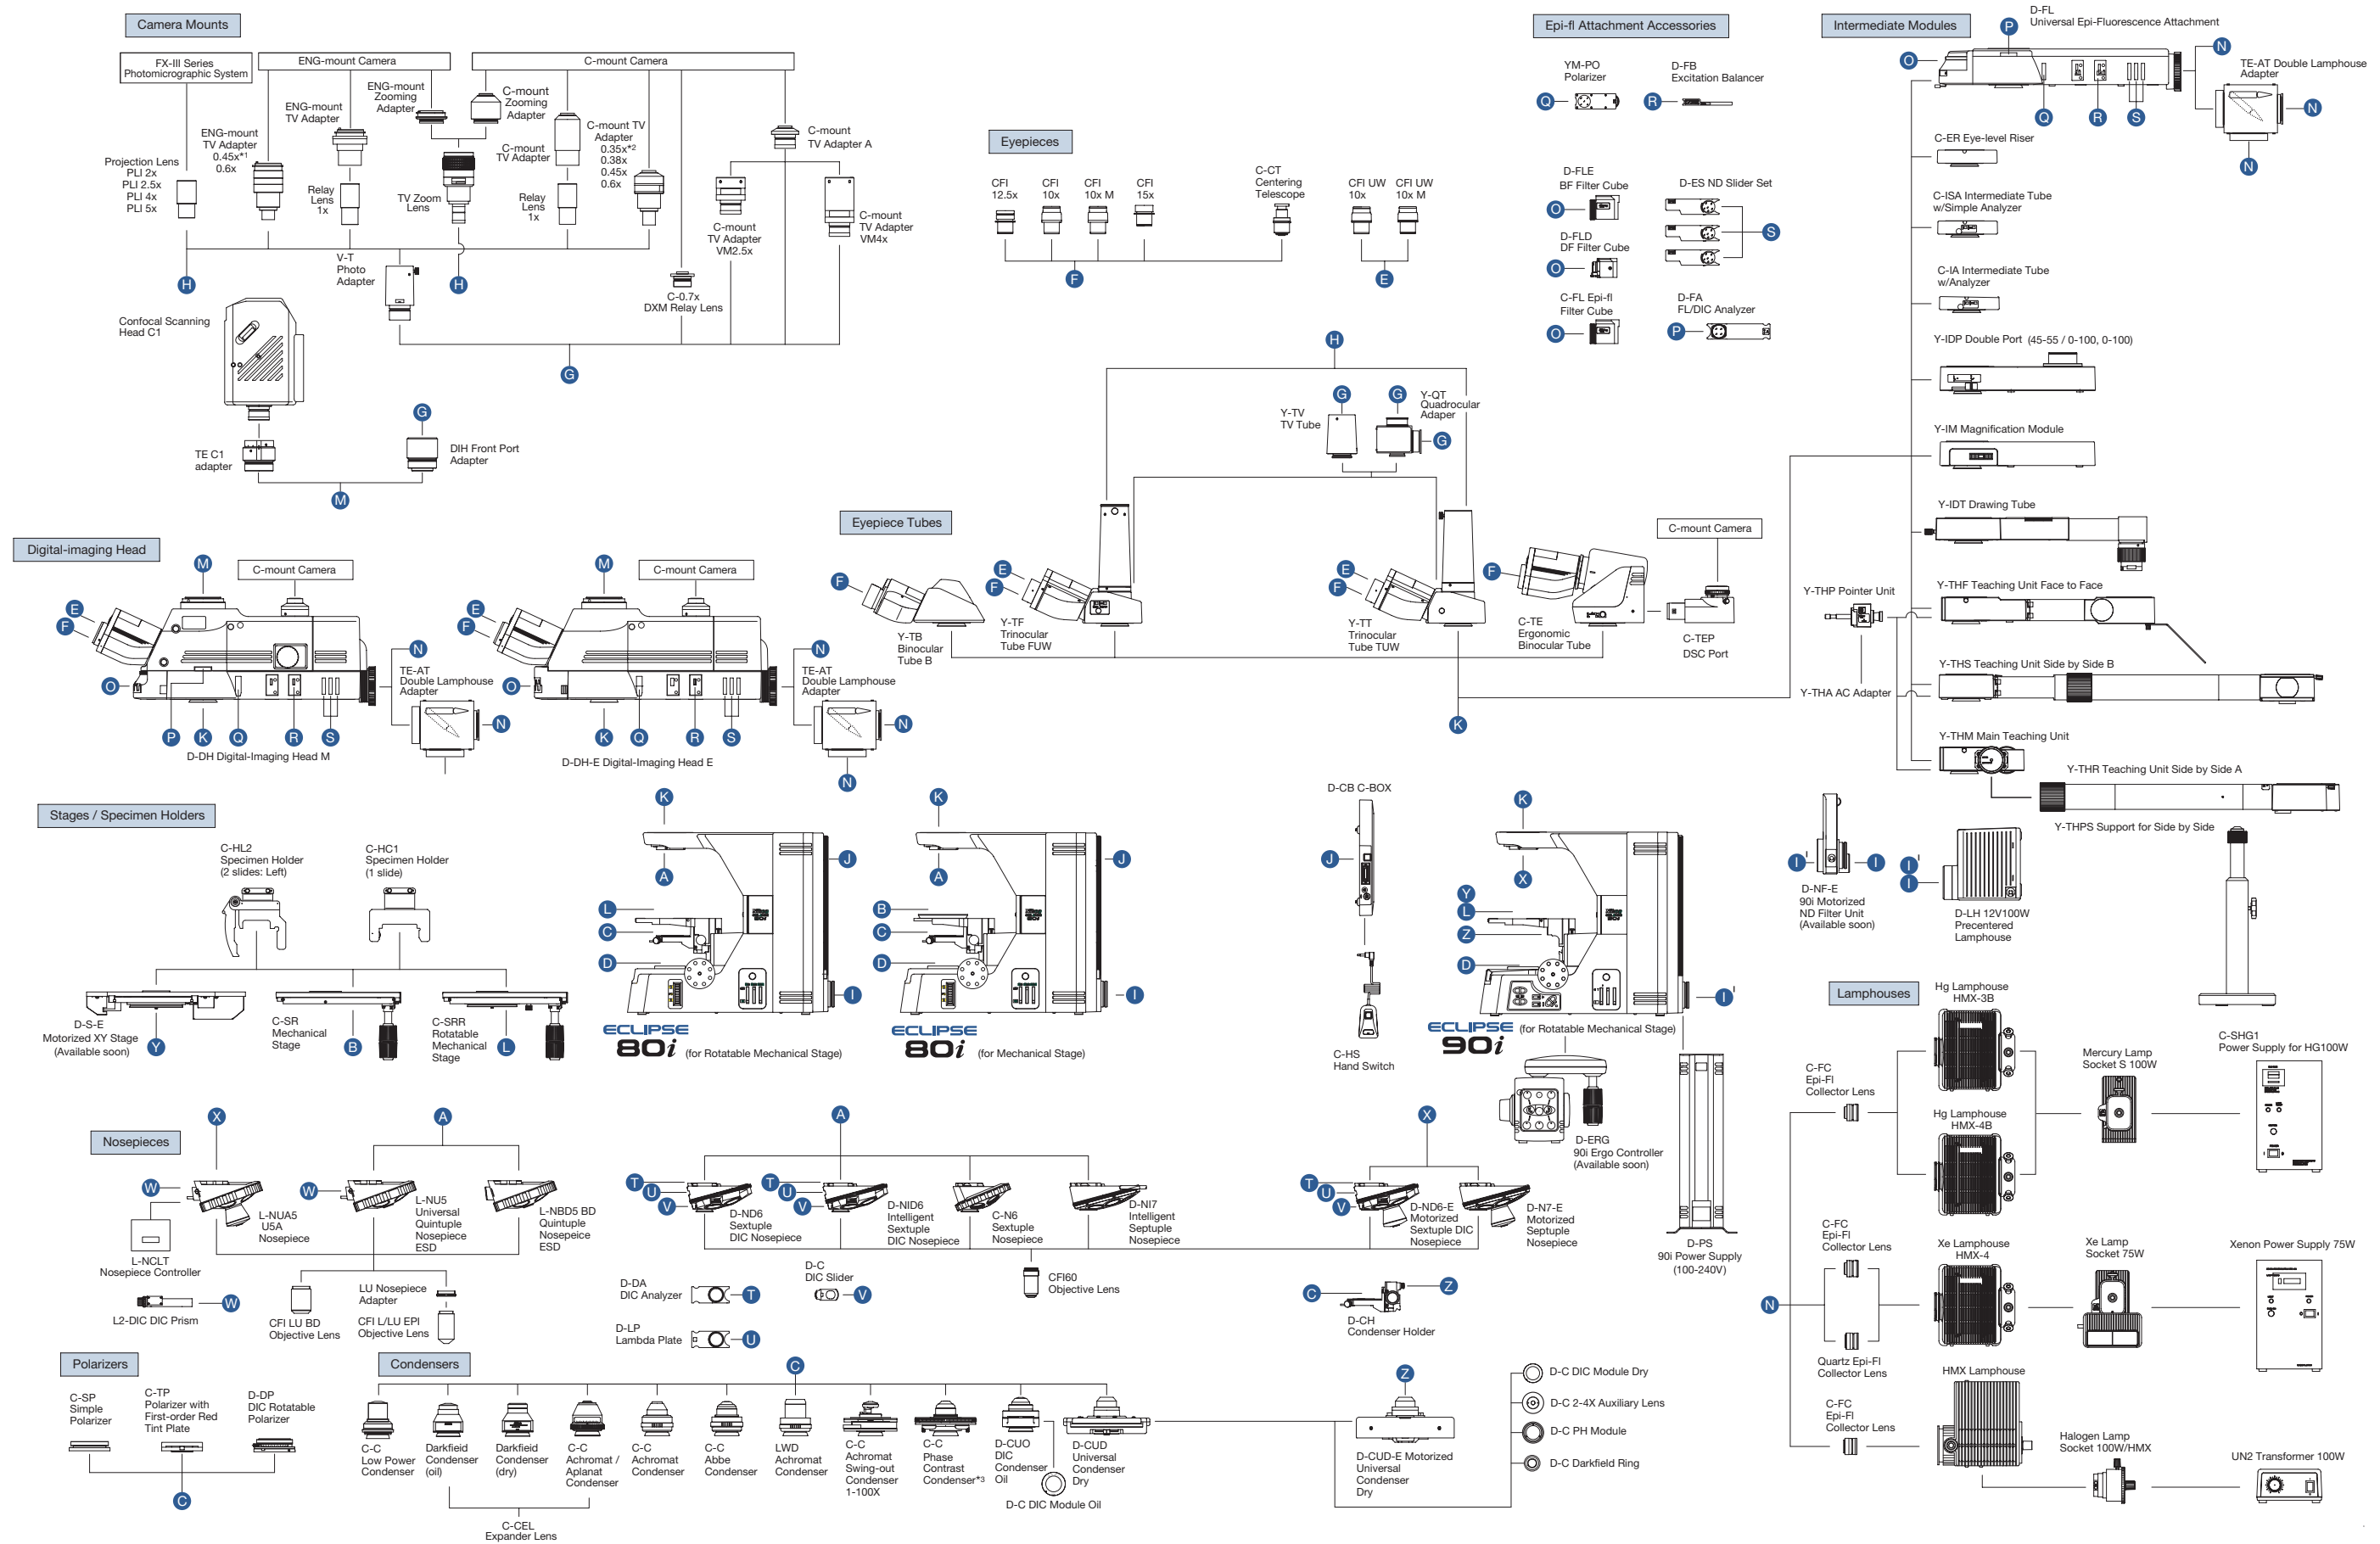 Camera Mounts
FX-III Series
Photomicrographic System
ENG-mount Camera
C-mount Camera
ENG-mount
Zooming
Adapter
C-mount
Zooming
Adapter
ENG-mount
TV Adapter
ENG-mount
TV Adapter
0.45x*1
0.6x
C-mount
TV Adapter
C-mount TV
Adapter
0.35x*2
0.38x
0.45x
0.6x
C-mount
TV Adapter A
Projection Lens
PLI 2x
PLI 2.5x
PLI 4x
PLI 5x
Relay
Lens
1x
TV Zoom
Lens
Relay
Lens
1x
C-mount
TV Adapter
VM2.5x
C-mount
TV Adapter
VM4x
V-T
Photo
Adapter
H
H
C-0.7x
DXM Relay Lens
Confocal Scanning
Head C1
G
G
TE C1
adapter
DIH Front Port
Adapter
M
Eyepieces
CFI
12.5x
CFI
10x
CFI
10x M
CFI
15x
C-CT
Centering
Telescope
CFI UW
10x
CFI UW
10x M
F
E
Epi-fl Attachment Accessories
YM-PO
Polarizer
D-FB
Excitation Balancer
Q
R
D-FLE
BF Filter Cube
D-ES ND Slider Set
O
S
D-FLD
DF Filter Cube
O
C-FL Epi-fl
Filter Cube
D-FA
FL/DIC Analyzer
O
P
Intermediate Modules
D-FL
Universal Epi-Fluorescence Attachment
P
N
O
TE-AT Double Lamphouse
Adapter
N
Q
R
S
N
C-ER Eye-level Riser
C-ISA Intermediate Tube
w/Simple Analyzer
C-IA Intermediate Tube
w/Analyzer
Y-IDP Double Port (45-55 / 0-100, 0-100)
Y-IM Magnification Module
Y-IDT Drawing Tube
Y-THP Pointer Unit
Y-THF Teaching Unit Face to Face
Y-THS Teaching Unit Side by Side B
Y-THA AC Adapter
Y-THM Main Teaching Unit
Y-THR Teaching Unit Side by Side A
Y-THPS Support for Side by Side
Digital-imaging Head
M
C-mount Camera
E
F
N
TE-AT
Double Lamphouse
Adapter
O
N
P
K
Q
R
S
D-DH Digital-Imaging Head M
M
C-mount Camera
E
F
N
TE-AT
Double Lamphouse
Adapter
O
N
K
Q
R
S
D-DH-E Digital-Imaging Head E
N
Eyepiece Tubes
H
G
G
Y-TV
TV Tube
Y-QT
Quadrocular
Adaper
G
C-mount Camera
F
E
F
E
F
F
Y-TB
Binocular
Tube B
Y-TF
Trinocular
Tube FUW
Y-TT
Trinocular
Tube TUW
C-TE
Ergonomic
Binocular Tube
C-TEP
DSC Port
K
Stages / Specimen Holders
C-HL2
Specimen Holder
(2 slides: Left)
C-HC1
Specimen Holder
(1 slide)
D-S-E
Motorized XY Stage
(Available soon)
Y
C-SR
Mechanical
Stage
B
C-SRR
Rotatable
Mechanical
Stage
L
K
J
A
L
C
D
I
ECLIPSE
80i (for Rotatable Mechanical Stage)
K
J
A
B
C
D
I
ECLIPSE
80i (for Mechanical Stage)
D-CB C-BOX
J
C-HS
Hand Switch
K
X
Y
L
Z
D
I'
ECLIPSE (for Rotatable Mechanical Stage)
90i
D-ERG
90i Ergo Controller
(Available soon)
D-PS
90i Power Supply
(100-240V)
I'
I
D-NF-E
90i Motorized
ND Filter Unit
(Available soon)
I'
I
D-LH 12V100W
Precentered
Lamphouse
Lamphouses
Hg Lamphouse
HMX-3B
C-FC
Epi-Fl
Collector Lens
Mercury Lamp
Socket S 100W
C-SHG1
Power Supply for HG100W
Hg Lamphouse
HMX-4B
C-FC
Epi-Fl
Collector Lens
Xe Lamphouse
HMX-4
Xe Lamp
Socket 75W
Xenon Power Supply 75W
N
Quartz Epi-Fl
Collector Lens
HMX Lamphouse
C-FC
Epi-Fl
Collector Lens
Halogen Lamp
Socket 100W/HMX
UN2 Transformer 100W
Nosepieces
X
A
W
L-NUA5
U5A
Nosepiece
W
L-NU5
Universal
Quintuple
Nosepiece
ESD
L-NBD5 BD
Quintuple
Nosepeice
ESD
L-NCLT
Nosepiece Controller
W
L2-DIC DIC Prism
CFI LU BD
Objective Lens
LU Nosepiece
Adapter
CFI L/LU EPI
Objective Lens
A
T
U
V
D-ND6
Sextuple
DIC Nosepiece
T
U
V
D-NID6
Intelligent
Sextuple
DIC Nosepiece
C-N6
Sextuple
Nosepiece
D-NI7
Intelligent
Septuple
Nosepiece
X
T
U
V
D-ND6-E
Motorized
Sextuple DIC
Nosepiece
D-N7-E
Motorized
Septuple
Nosepiece
D-DA
DIC Analyzer
T
D-C
DIC Slider
V
CFI60
Objective Lens
D-LP
Lambda Plate
U
C
Z
D-CH
Condenser Holder
Polarizers
C-SP
Simple
Polarizer
C-TP
Polarizer with
First-order Red
Tint Plate
D-DP
DIC Rotatable
Polarizer
C
Condensers
C
C-C
Low Power
Condenser
Darkfield
Condenser
(oil)
Darkfield
Condenser
(dry)
C-C
Achromat /
Aplanat
Condenser
C-C
Achromat
Condenser
C-C
Abbe
Condenser
LWD
Achromat
Condenser
C-C
Achromat
Swing-out
Condenser
1-100X
C-C
Phase
Contrast
Condenser*3
D-CUO
DIC
Condenser
Oil
D-CUD
Universal
Condenser
Dry
D-C DIC Module Oil
C-CEL
Expander Lens
Z
D-CUD-E Motorized
Universal
Condenser
Dry
D-C DIC Module Dry
D-C 2-4X Auxiliary Lens
D-C PH Module
D-C Darkfield Ring